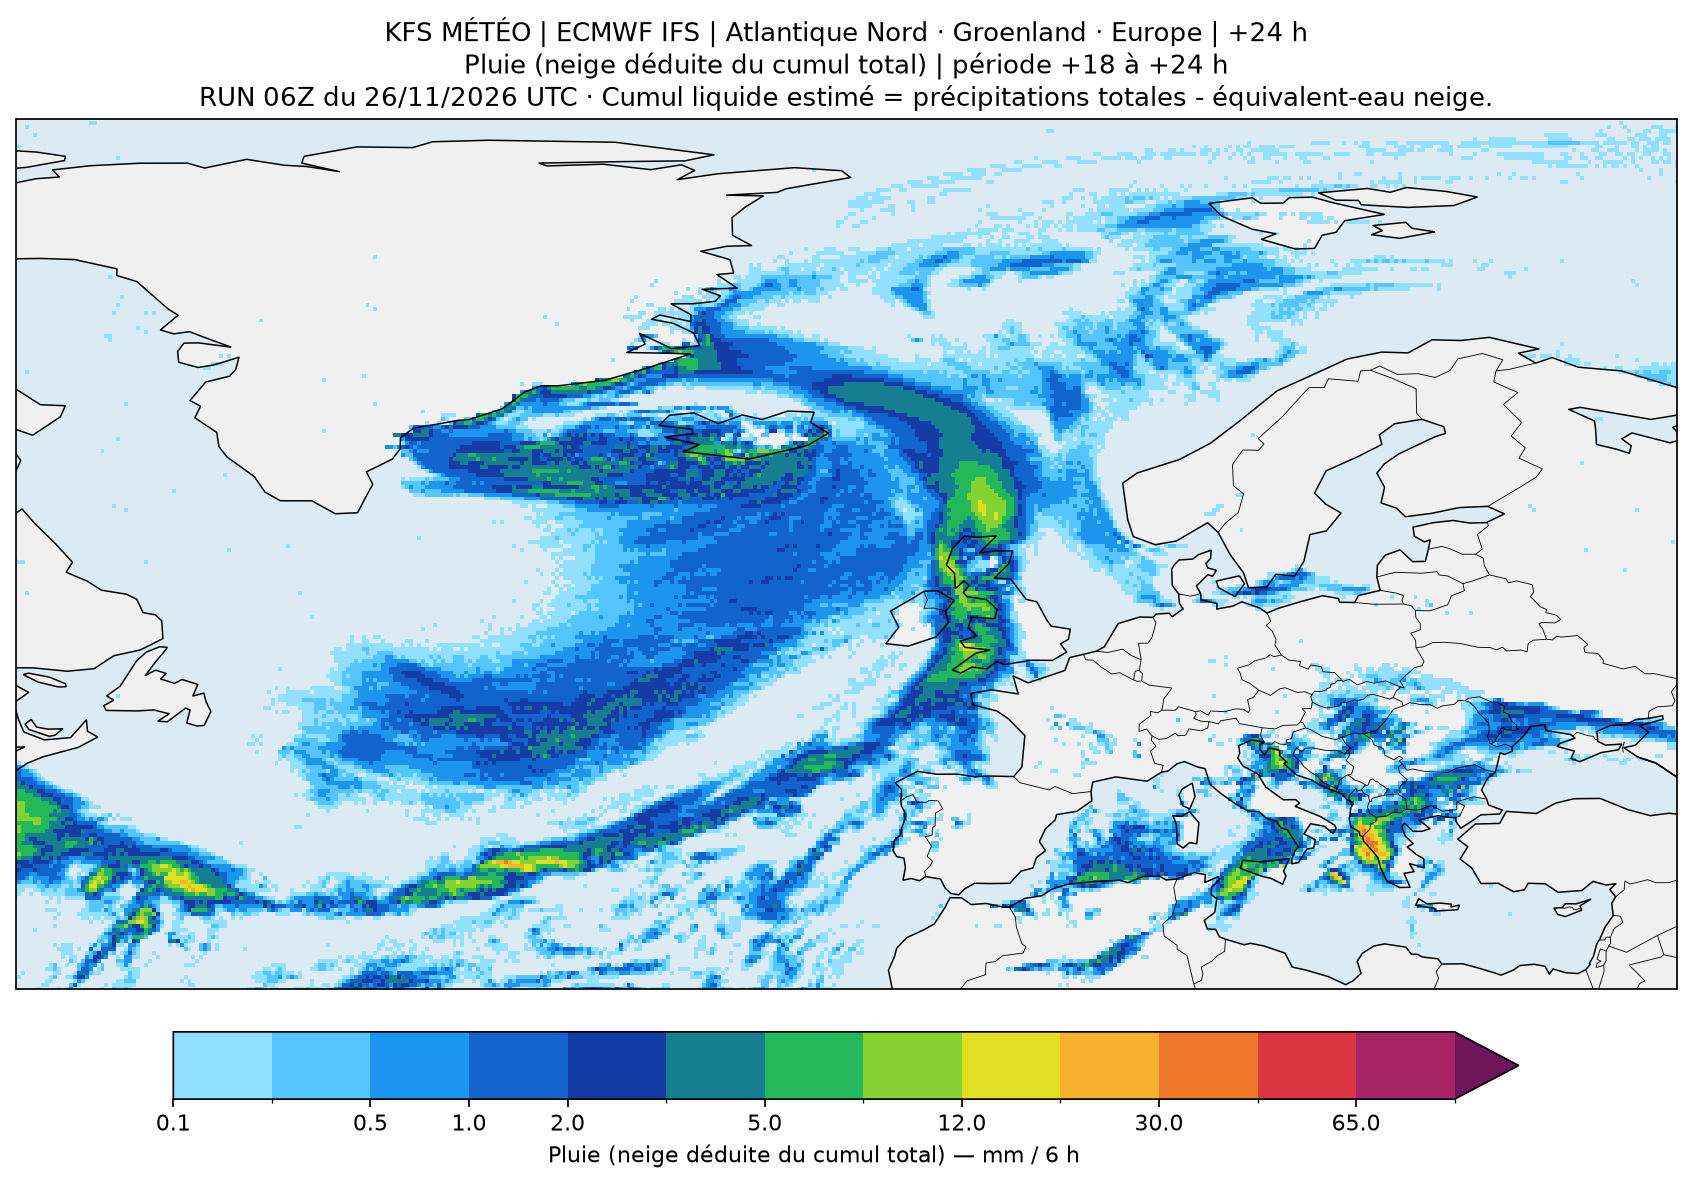 KFS MÉTÉO | ECMWF IFS | Atlantique Nord · Groenland · Europe | +24 h
Pluie (neige déduite du cumul total) | période +18 à +24 h
RUN 06Z du 26/11/2026 UTC · Cumul liquide estimé = précipitations totales - équivalent-eau neige.
0.1 0.5 1.0 2.0 5.0 12.0 30.0 65.0
Pluie (neige déduite du cumul total) — mm / 6 h